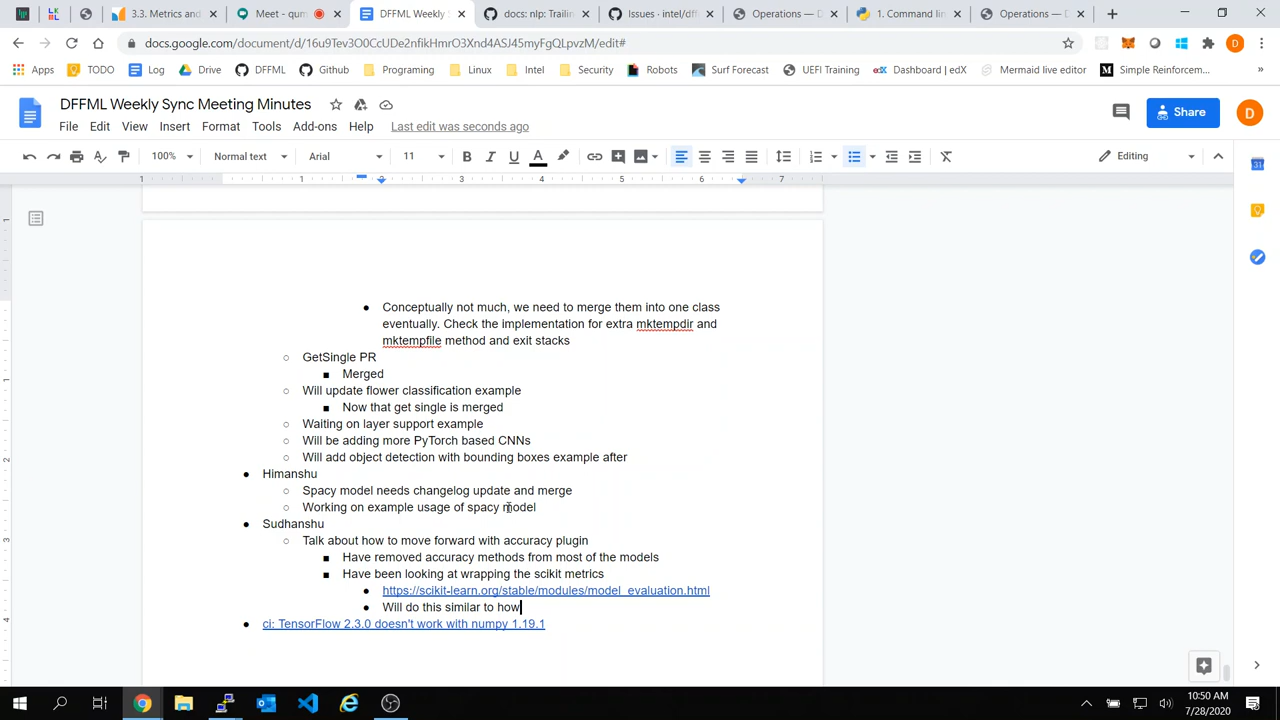 3.3. Metrics and
Meet - qum
DFFML Weekly S
docs: nlp: Trailin
Issues · intel/dff
Operations — D
1. Command lin
Operations — D
docs.google.com/document/d/16u9Tev3O0CcUDe2nfikHmrO3Xnd4ASJ45myFgQLpvzM/edit#
Apps TODO Log Drive DFFML Github Programing Linux Intel Security Robots Surf Forecast UEFI Training Dashboard | edX Mermaid live editor Simple Reinforcem...
DFFML Weekly Sync Meeting Minutes
File Edit View Insert Format Tools Add-ons Help Last edit was seconds ago
Share
D
100% Normal text Arial 11 Editing
1 1 2 3 4 5 6 7
Conceptually not much, we need to merge them into one class
eventually. Check the implementation for extra mktempdir and
mktempfile method and exit stacks
GetSingle PR
Merged
Will update flower classification example
Now that get single is merged
Waiting on layer support example
Will be adding more PyTorch based CNNs
Will add object detection with bounding boxes example after
Himanshu
Spacy model needs changelog update and merge
Working on example usage of spacy model
Sudhanshu
Talk about how to move forward with accuracy plugin
Have removed accuracy methods from most of the models
Have been looking at wrapping the scikit metrics
https://scikit-learn.org/stable/modules/model_evaluation.html
Will do this similar to how
ci: TensorFlow 2.3.0 doesn't work with numpy 1.19.1
10:50 AM
7/28/2020